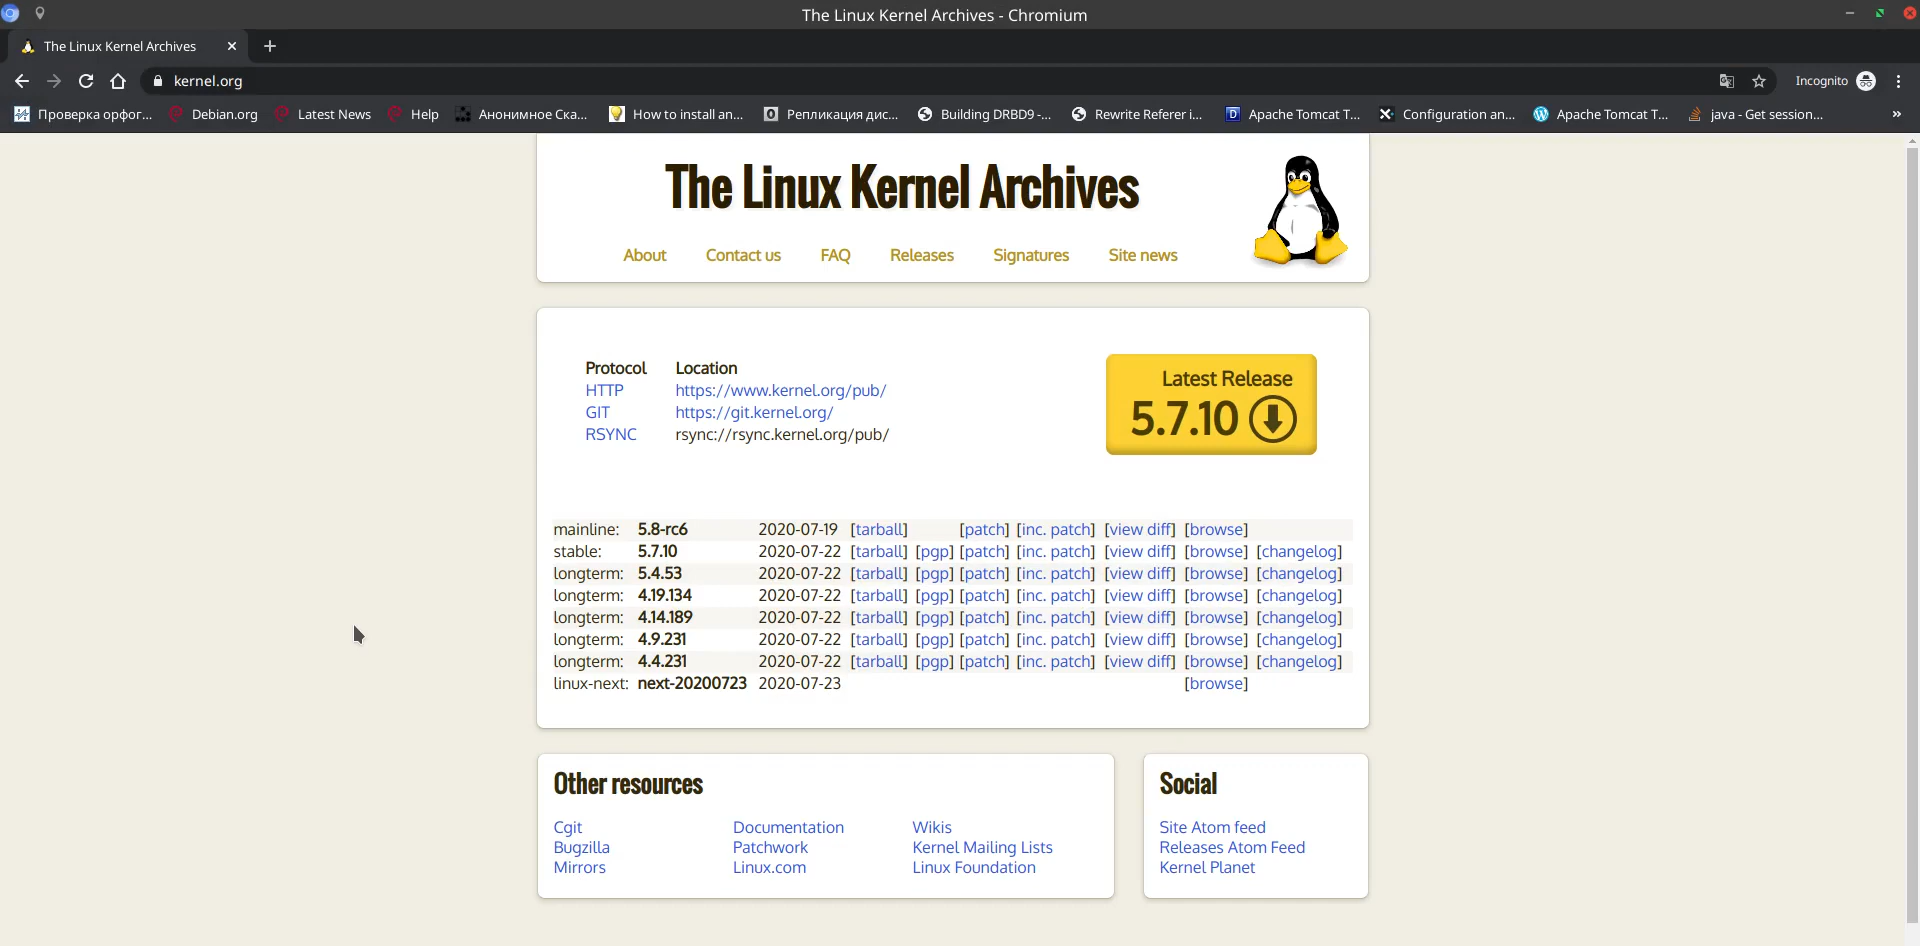 The Linux Kernel Archives - Chromium
The Linux Kernel Archives
kernel.org
Incognito
Проверка орфог... Debian.org Latest News Help Анонимное Ска... How to install an... Репликация дис... Building DRBD9 -... Rewrite Referer i... Apache Tomcat T... Configuration an... Apache Tomcat T... java - Get session...
The Linux Kernel Archives
About Contact us FAQ Releases Signatures Site news
Protocol Location
HTTP https://www.kernel.org/pub/
GIT https://git.kernel.org/
RSYNC rsync://rsync.kernel.org/pub/
Latest Release
5.7.10
mainline: 5.8-rc6 2020-07-19 [tarball] [patch] [inc. patch] [view diff] [browse]
stable: 5.7.10 2020-07-22 [tarball] [pgp] [patch] [inc. patch] [view diff] [browse] [changelog]
longterm: 5.4.53 2020-07-22 [tarball] [pgp] [patch] [inc. patch] [view diff] [browse] [changelog]
longterm: 4.19.134 2020-07-22 [tarball] [pgp] [patch] [inc. patch] [view diff] [browse] [changelog]
longterm: 4.14.189 2020-07-22 [tarball] [pgp] [patch] [inc. patch] [view diff] [browse] [changelog]
longterm: 4.9.231 2020-07-22 [tarball] [pgp] [patch] [inc. patch] [view diff] [browse] [changelog]
longterm: 4.4.231 2020-07-22 [tarball] [pgp] [patch] [inc. patch] [view diff] [browse] [changelog]
linux-next: next-20200723 2020-07-23 [browse]
Other resources
Cgit Documentation Wikis
Bugzilla Patchwork Kernel Mailing Lists
Mirrors Linux.com Linux Foundation
Social
Site Atom feed
Releases Atom Feed
Kernel Planet